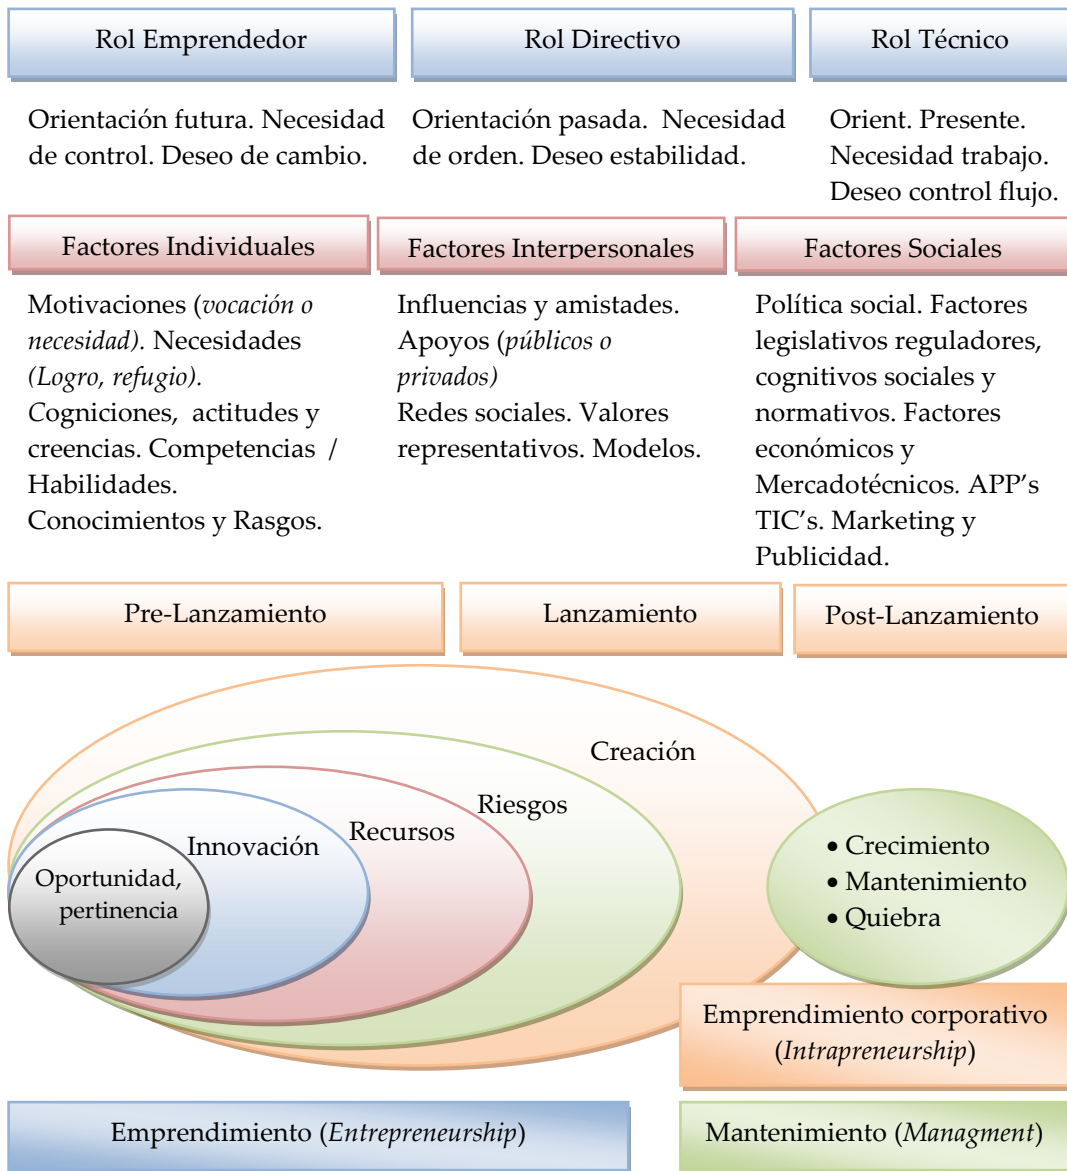 Rol Emprendedor
Rol Directivo
Rol Técnico
Orientación futura. Necesidad
de control. Deseo de cambio.
Orientación pasada. Necesidad
de orden. Deseo estabilidad.
Orient. Presente.
Necesidad trabajo.
Deseo control flujo.
Factores Individuales
Factores Interpersonales
Factores Sociales
Motivaciones (vocación o
necesidad). Necesidades
(Logro, refugio).
Cogniciones, actitudes y
creencias. Competencias /
Habilidades.
Conocimientos y Rasgos.
Influencias y amistades.
Apoyos (públicos o
privados)
Redes sociales. Valores
representativos. Modelos.
Política social. Factores
legislativos reguladores,
cognitivos sociales y
normativos. Factores
económicos y
Mercadotécnicos. APP’s
TIC’s. Marketing y
Publicidad.
Pre-Lanzamiento
Lanzamiento
Post-Lanzamiento
Oportunidad,
pertinencia
Innovación
Recursos
Riesgos
Creación
• Crecimiento
• Mantenimiento
• Quiebra
Emprendimiento corporativo
(Intrapreneurship)
Emprendimiento (Entrepreneurship)
Mantenimiento (Managment)